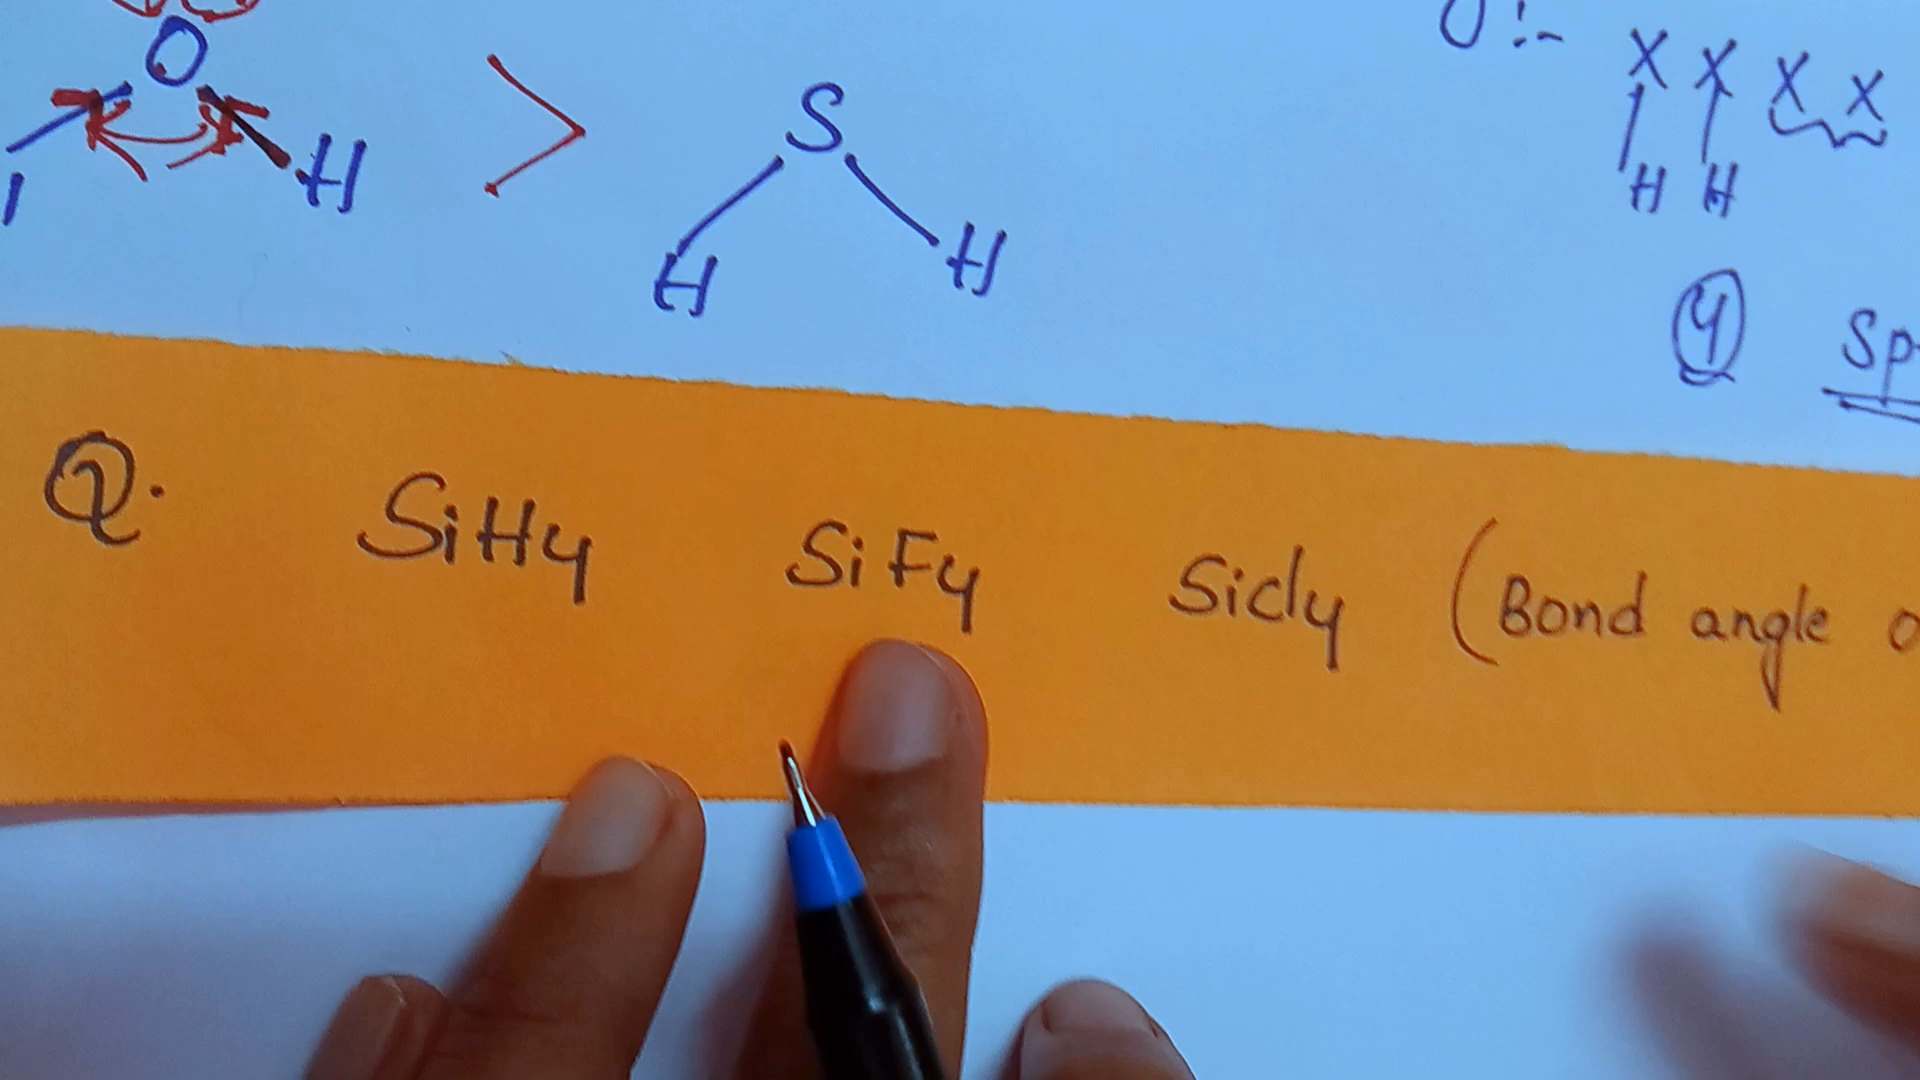 O > S
H H H
U :- X X X X
H H
④ Sp
Q. SiH4 SiF4 SiCl4 (Bond angle o